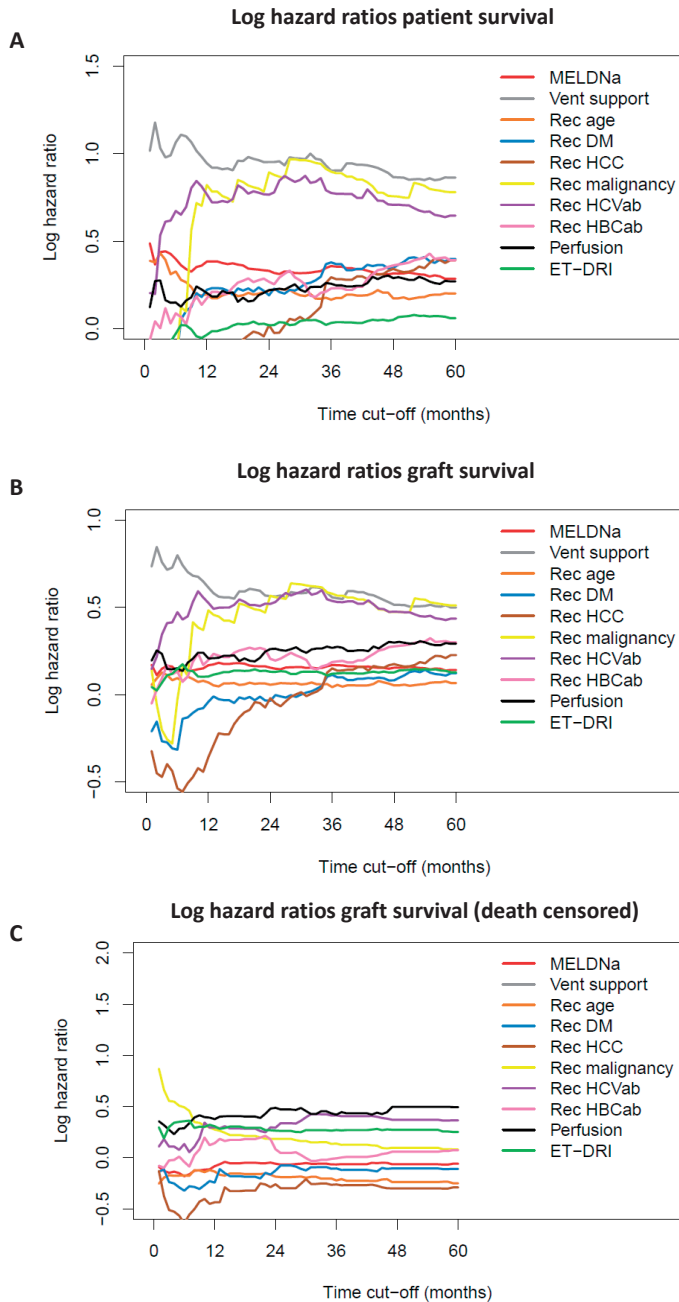 Log hazard ratios patient survival
A
1.5
1.0
0.5
0.0
Log hazard ratio
MELDNa
Vent support
Rec age
Rec DM
Rec HCC
Rec malignancy
Rec HCVab
Rec HBCab
Perfusion
ET−DRI
0 12 24 36 48 60
Time cut−off (months)
Log hazard ratios graft survival
B
1.0
0.5
0.0
−0.5
Log hazard ratio
MELDNa
Vent support
Rec age
Rec DM
Rec HCC
Rec malignancy
Rec HCVab
Rec HBCab
Perfusion
ET−DRI
0 12 24 36 48 60
Time cut−off (months)
Log hazard ratios graft survival (death censored)
C
2.0
1.5
1.0
0.5
0.0
−0.5
Log hazard ratio
MELDNa
Vent support
Rec age
Rec DM
Rec HCC
Rec malignancy
Rec HCVab
Rec HBCab
Perfusion
ET−DRI
0 12 24 36 48 60
Time cut−off (months)